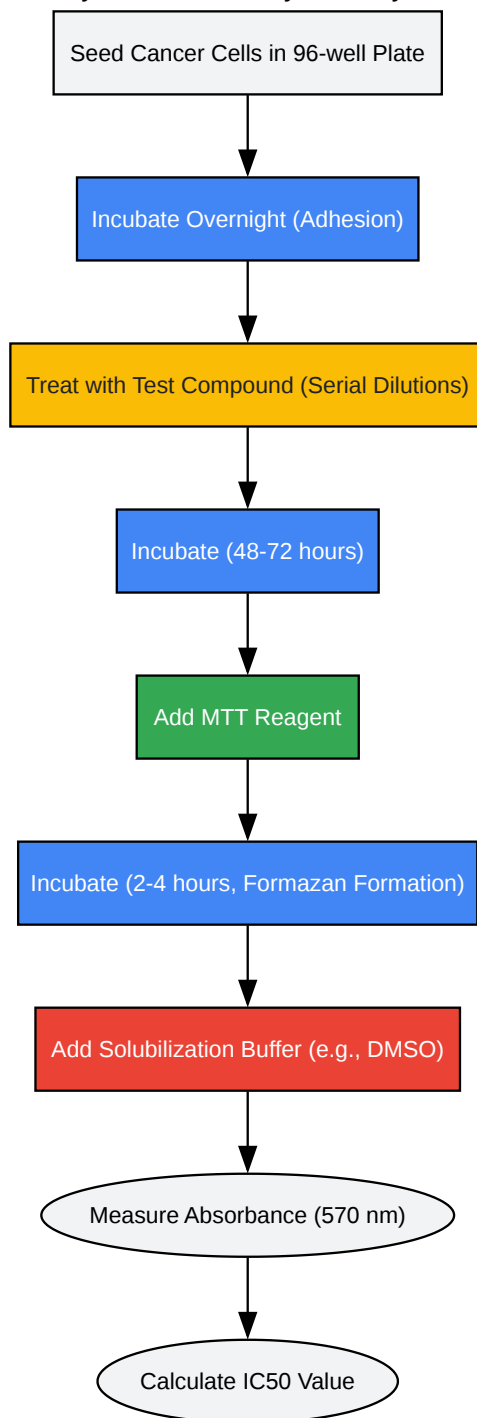 Seed Cancer Cells in 96-well Plate
Incubate Overnight (Adhesion)
Treat with Test Compound (Serial Dilutions)
Incubate (48-72 hours)
Add MTT Reagent
Incubate (2-4 hours, Formazan Formation)
Add Solubilization Buffer (e.g., DMSO)
Measure Absorbance (570 nm)
Calculate IC50 Value